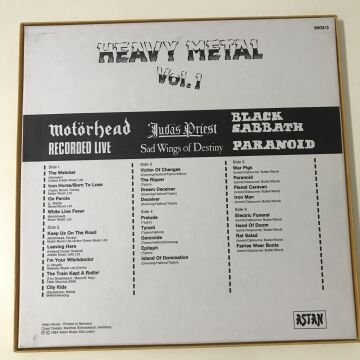 5003/3
HEAVY METAL
Vol. 1
motörhead
RECORDED LIVE
Judas Priest
Sad Wings of Destiny
BLACK
SABBATH
PARANOID
Side 1
The Watcher
Iron Horse/Born To Lose
On Parole
White Line Fever
Side 2
Keep Us On the Road
Leaving Here
I'm Your Witchdoctor
The Train Kept A Rollin'
City Kids
Side 3
Victim Of Changes
The Ripper
Dream Deceiver
Deceiver
Side 4
Prelude
Tyrant
Genocide
Epitaph
Island Of Domination
Side 5
War Pigs
Paranoid
Planet Caravan
Iron Man
Side 6
Electric Funeral
Hand Of Doom
Rat Salad
Fairies Wear Boots
ASTAN